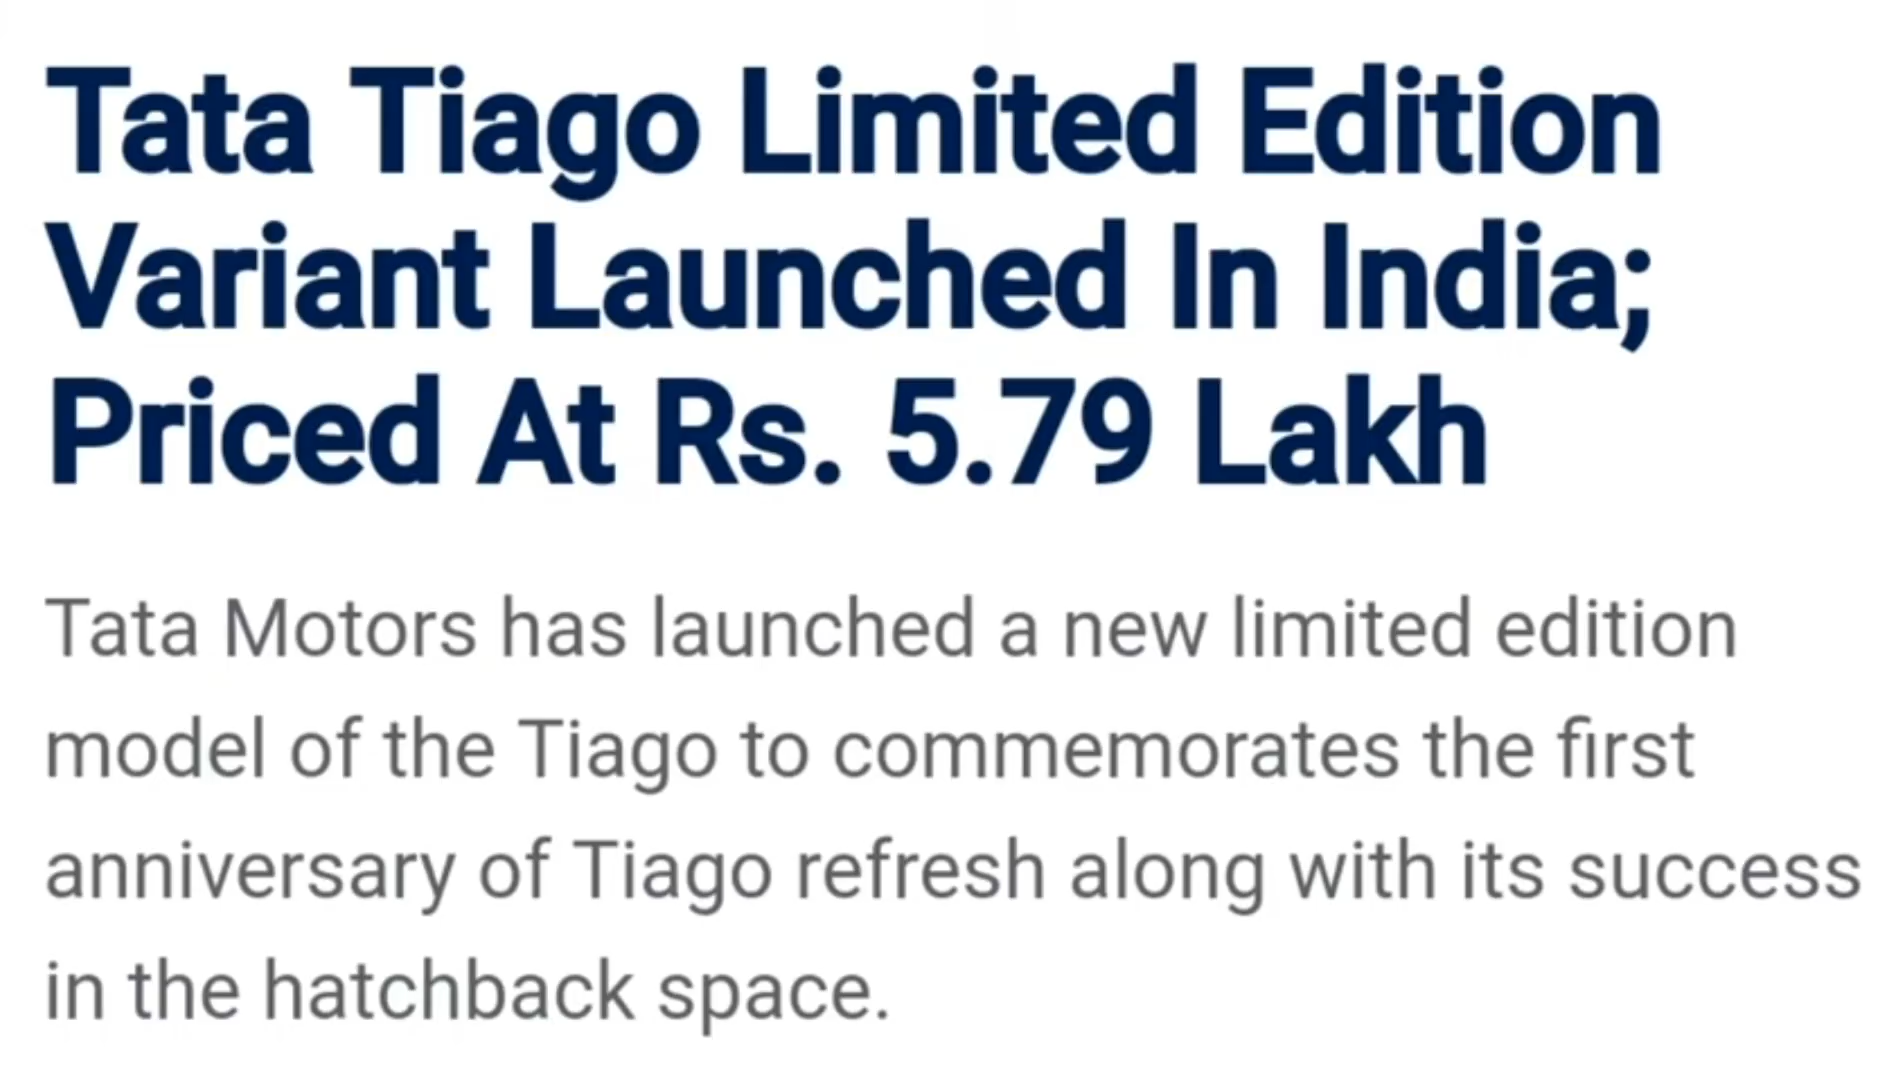 Tata Tiago Limited Edition
Variant Launched In India;
Priced At Rs. 5.79 Lakh
Tata Motors has launched a new limited edition
model of the Tiago to commemorates the first
anniversary of Tiago refresh along with its success
in the hatchback space.